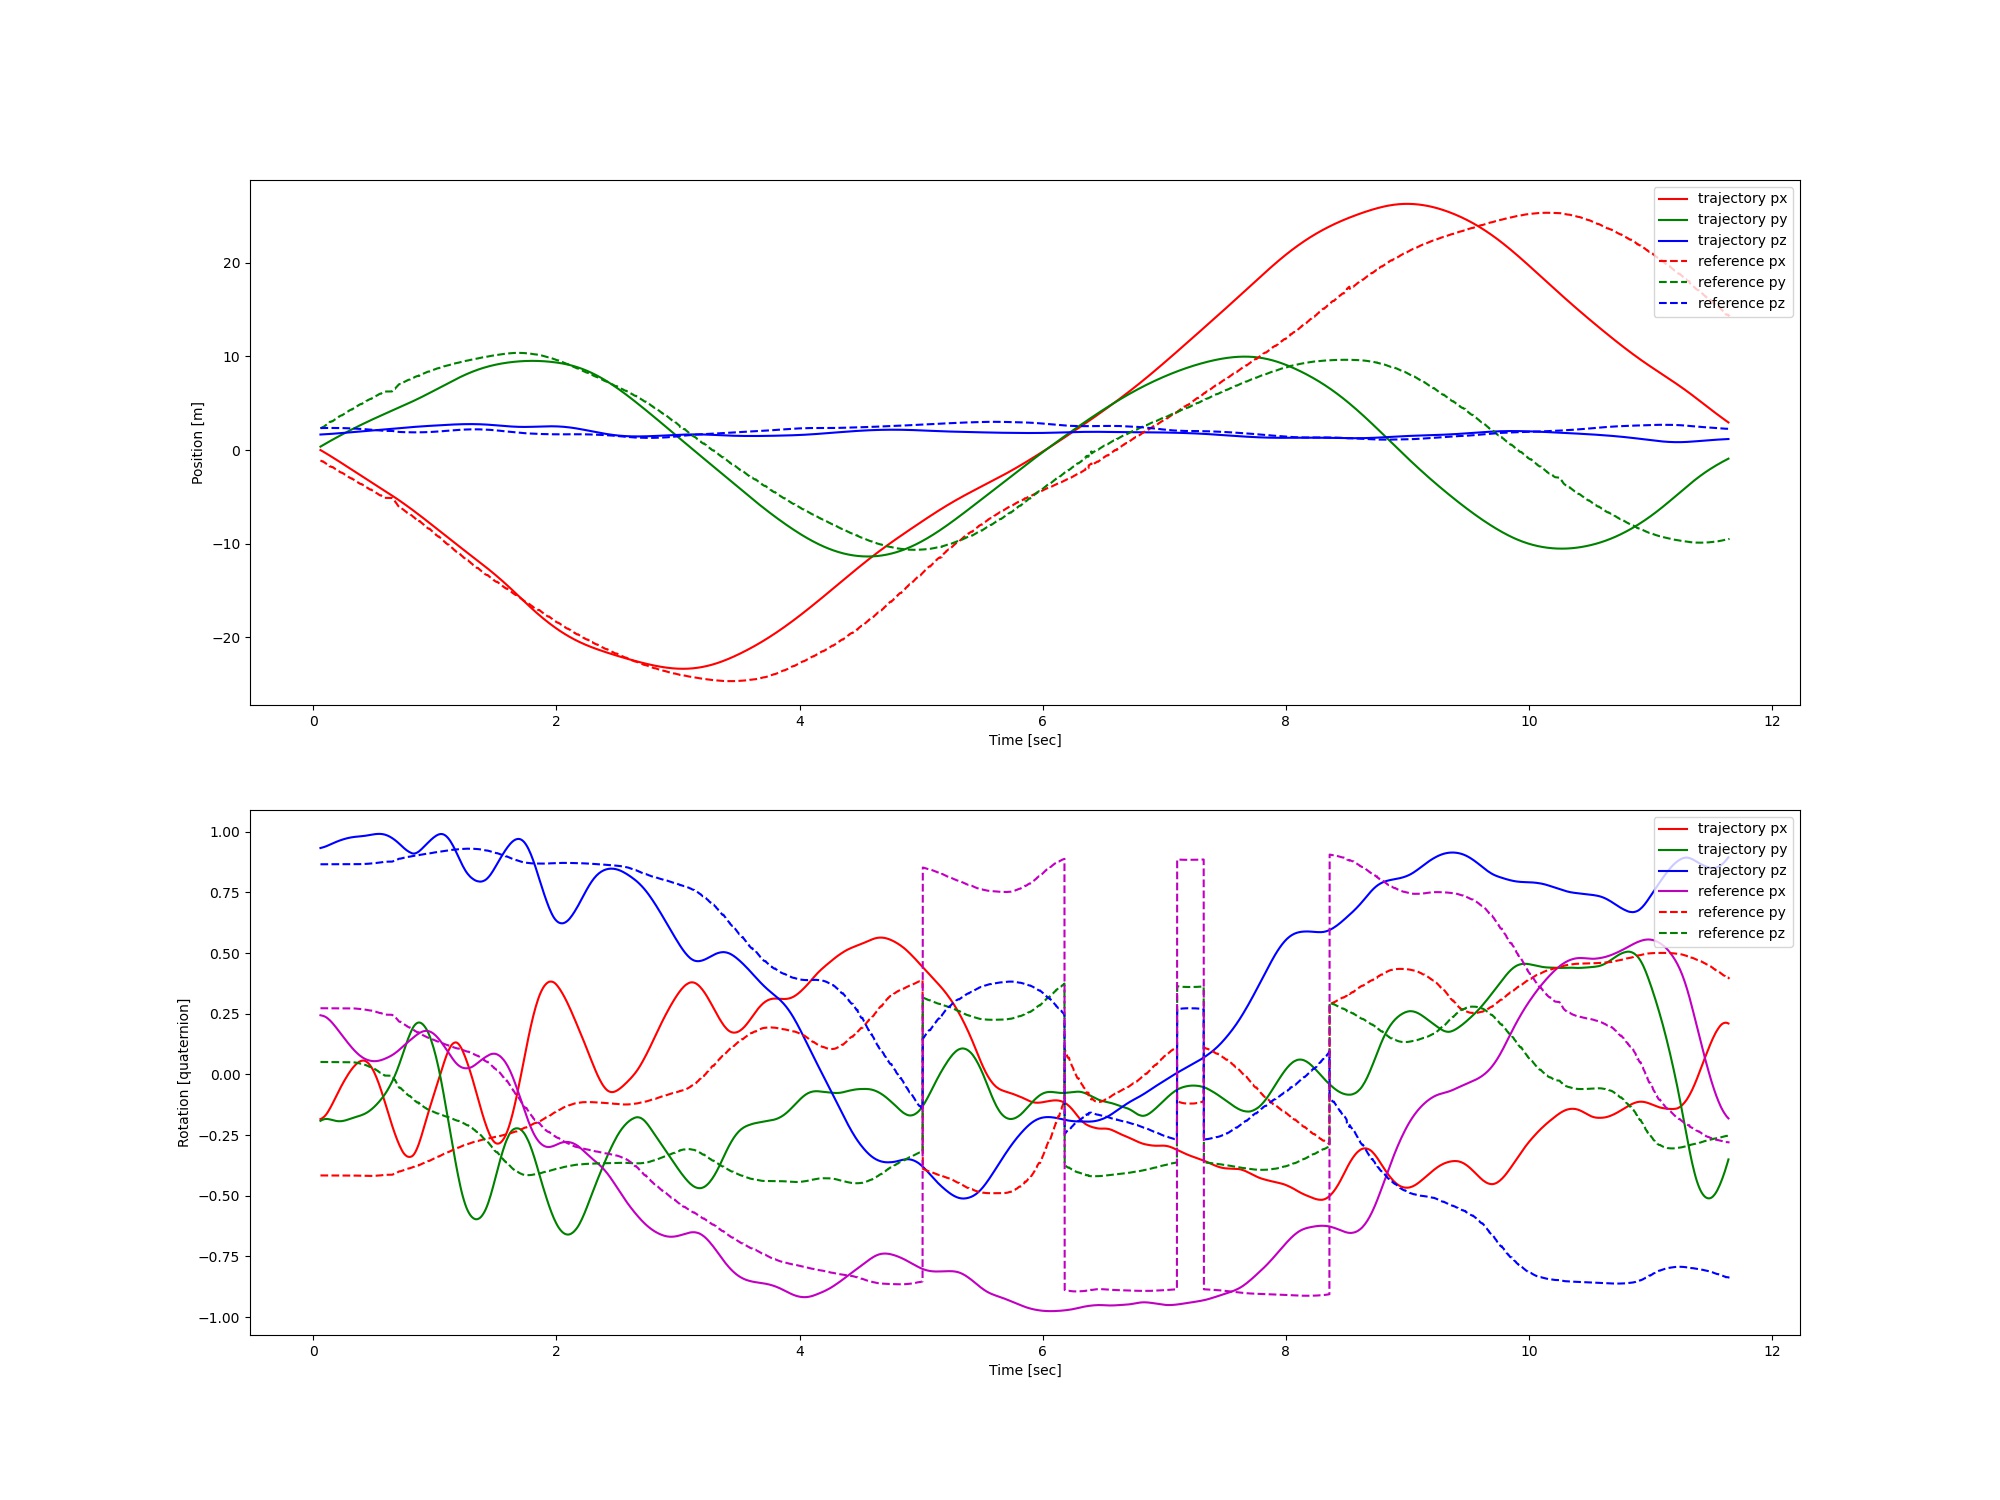 trajectory px
trajectory py
trajectory pz
reference px
reference py
reference pz
Position [m]
20
10
0
−10
−20
0 2 4 6 8 10 12
Time [sec]
trajectory px
trajectory py
trajectory pz
reference px
reference py
reference pz
Rotation [quaternion]
1.00
0.75
0.50
0.25
0.00
−0.25
−0.50
−0.75
−1.00
0 2 4 6 8 10 12
Time [sec]